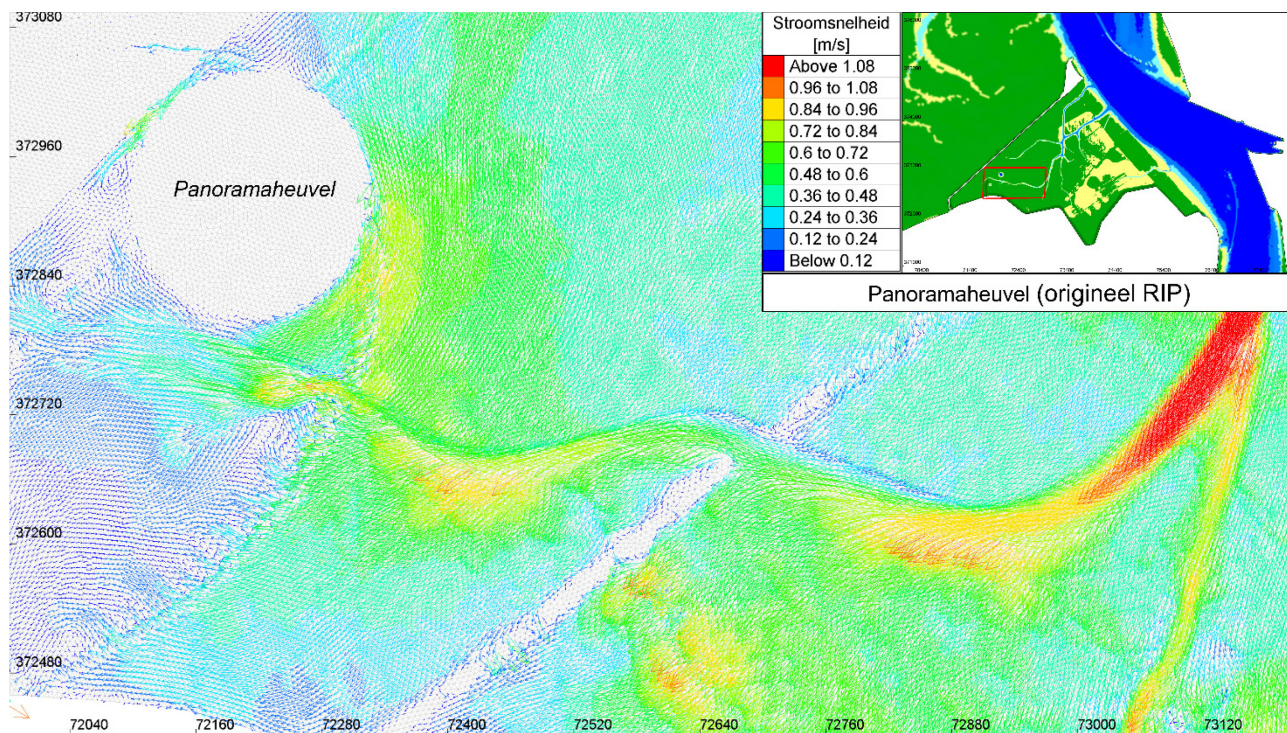 373080
372960
372840
372720
372600
372480
72040
72160
72280
72400
72520
72640
72760
72880
73000
73120
Panoramaheuvel
Stroomsnelheid
[m/s]
Above 1.08
0.96 to 1.08
0.84 to 0.96
0.72 to 0.84
0.6 to 0.72
0.48 to 0.6
0.36 to 0.48
0.24 to 0.36
0.12 to 0.24
Below 0.12
Panoramaheuvel (origineel RIP)